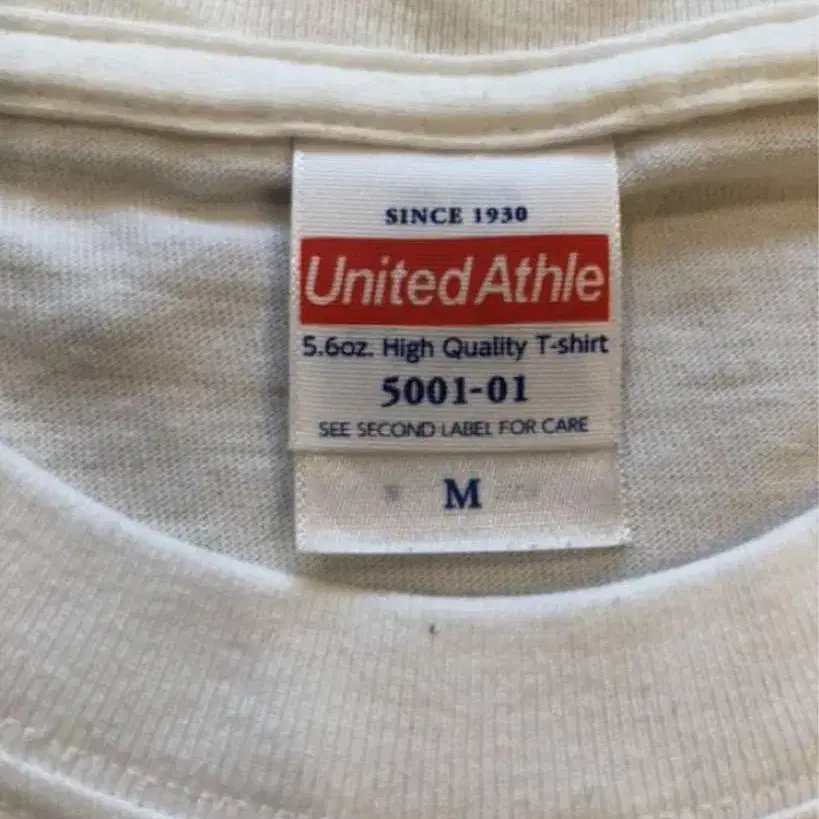 SINCE 1930
United Athle
5.6oz. High Quality T-shirt
5001-01
SEE SECOND LABEL FOR CARE
M